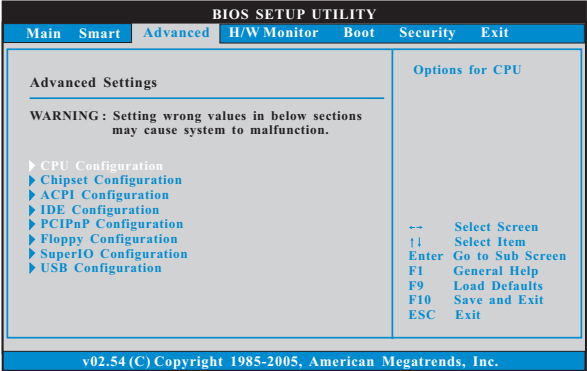 BIOS SETUP UTILITY
Main Smart Advanced H/W Monitor Boot Security Exit
Advanced Settings
WARNING : Setting wrong values in below sections
may cause system to malfunction.
CPU Configuration
Chipset Configuration
ACPI Configuration
IDE Configuration
PCIPnP Configuration
Floppy Configuration
SuperIO Configuration
USB Configuration
Options for CPU
←→ Select Screen
↑↓ Select Item
Enter Go to Sub Screen
F1 General Help
F9 Load Defaults
F10 Save and Exit
ESC Exit
v02.54 (C) Copyright 1985-2005, American Megatrends, Inc.